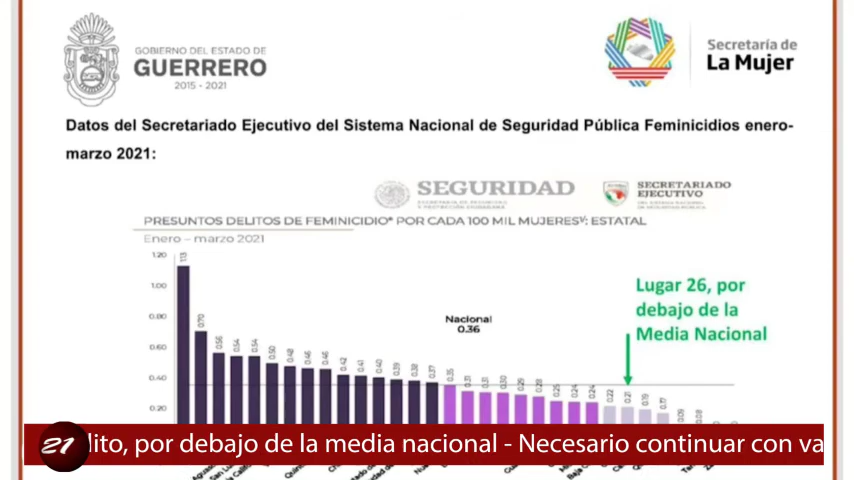 GOBIERNO DEL ESTADO DE
GUERRERO
2015 - 2021
Secretaría de
La Mujer
Datos del Secretariado Ejecutivo del Sistema Nacional de Seguridad Pública Feminicidios enero-
marzo 2021:
SEGURIDAD
SECRETARÍA DE SEGURIDAD
Y PROTECCIÓN CIUDADANA
SECRETARIADO
EJECUTIVO
PRESUNTOS DELITOS DE FEMINICIDIO* POR CADA 100 MIL MUJERES: ESTATAL
Enero – marzo 2021
1.20
1.00
0.80
0.60
0.40
0.20
1.13
0.70
0.56
0.54
0.54
0.50
0.48
0.46
0.46
0.42
0.41
0.40
0.39
0.38
0.37
0.35
0.31
0.31
0.30
0.29
0.28
0.25
0.24
0.24
0.22
0.21
0.19
0.17
0.09
0.08
Nacional
0.36
Lugar 26, por
debajo de la
Media Nacional
21
lito, por debajo de la media nacional - Necesario continuar con va